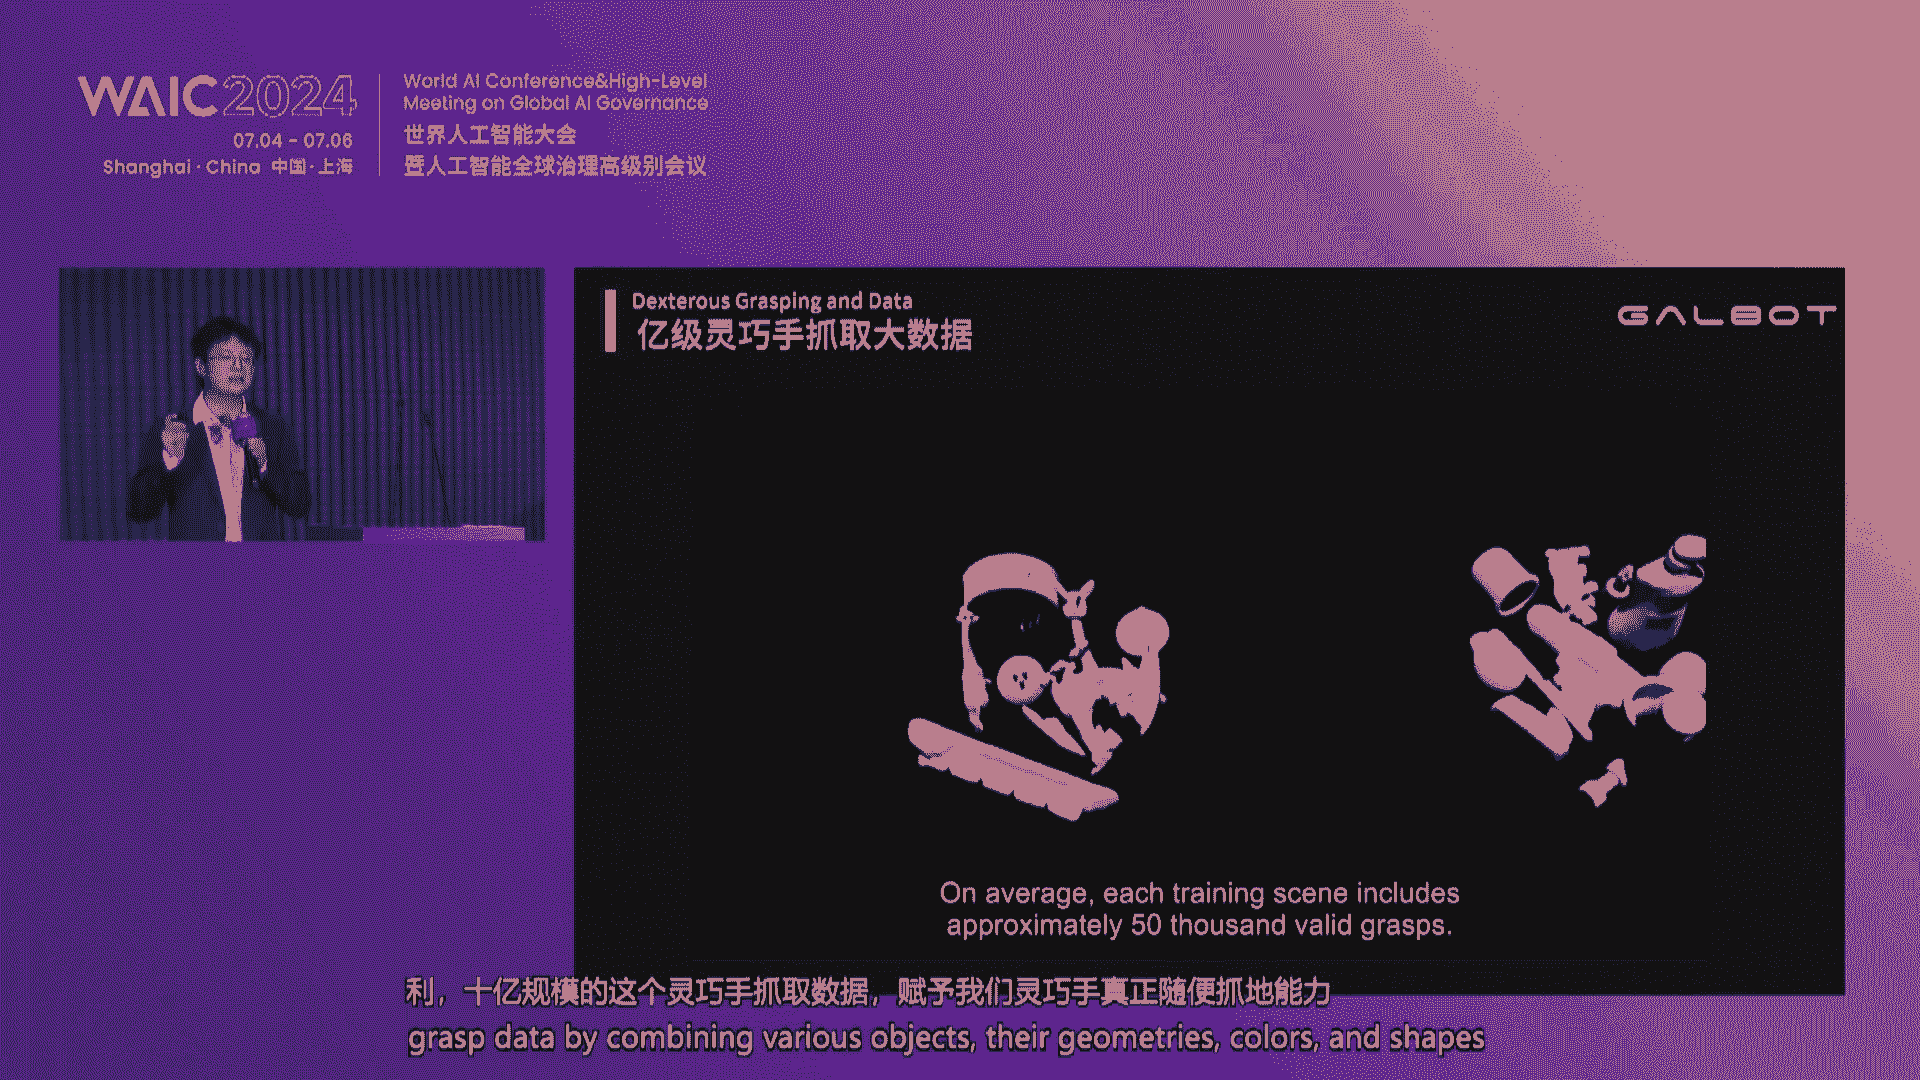 WAIC 2024
07.04 - 07.06
Shanghai · China 中国·上海
World AI Conference&High-Level
Meeting on Global AI Governance
世界人工智能大会
暨人工智能全球治理高级别会议
Dexterous Grasping and Data
亿级灵巧手抓取大数据
GALBOT
On average, each training scene includes
approximately 50 thousand valid grasps.
利，十亿规模的这个灵巧手抓取数据，赋予我们灵巧手真正随便抓地能力
grasp data by combining various objects, their geometries, colors, and shapes